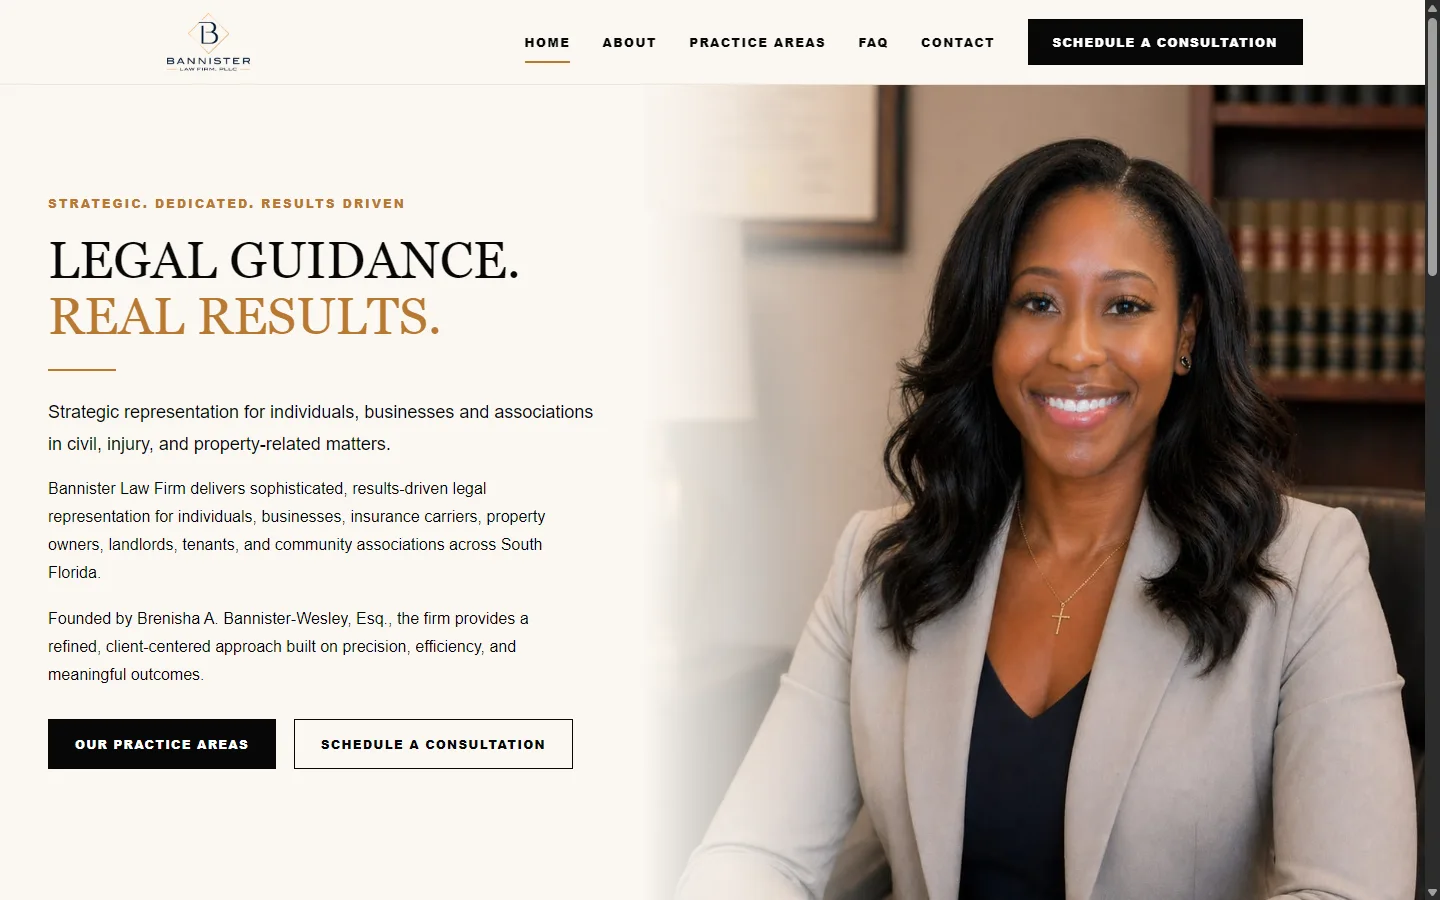 B
BANNISTER
LAW FIRM, PLLC
HOME
ABOUT
PRACTICE AREAS
FAQ
CONTACT
SCHEDULE A CONSULTATION
STRATEGIC. DEDICATED. RESULTS DRIVEN
LEGAL GUIDANCE.
REAL RESULTS.
Strategic representation for individuals, businesses and associations
in civil, injury, and property-related matters.
Bannister Law Firm delivers sophisticated, results-driven legal
representation for individuals, businesses, insurance carriers, property
owners, landlords, tenants, and community associations across South
Florida.
Founded by Brenisha A. Bannister-Wesley, Esq., the firm provides a
refined, client-centered approach built on precision, efficiency, and
meaningful outcomes.
OUR PRACTICE AREAS
SCHEDULE A CONSULTATION